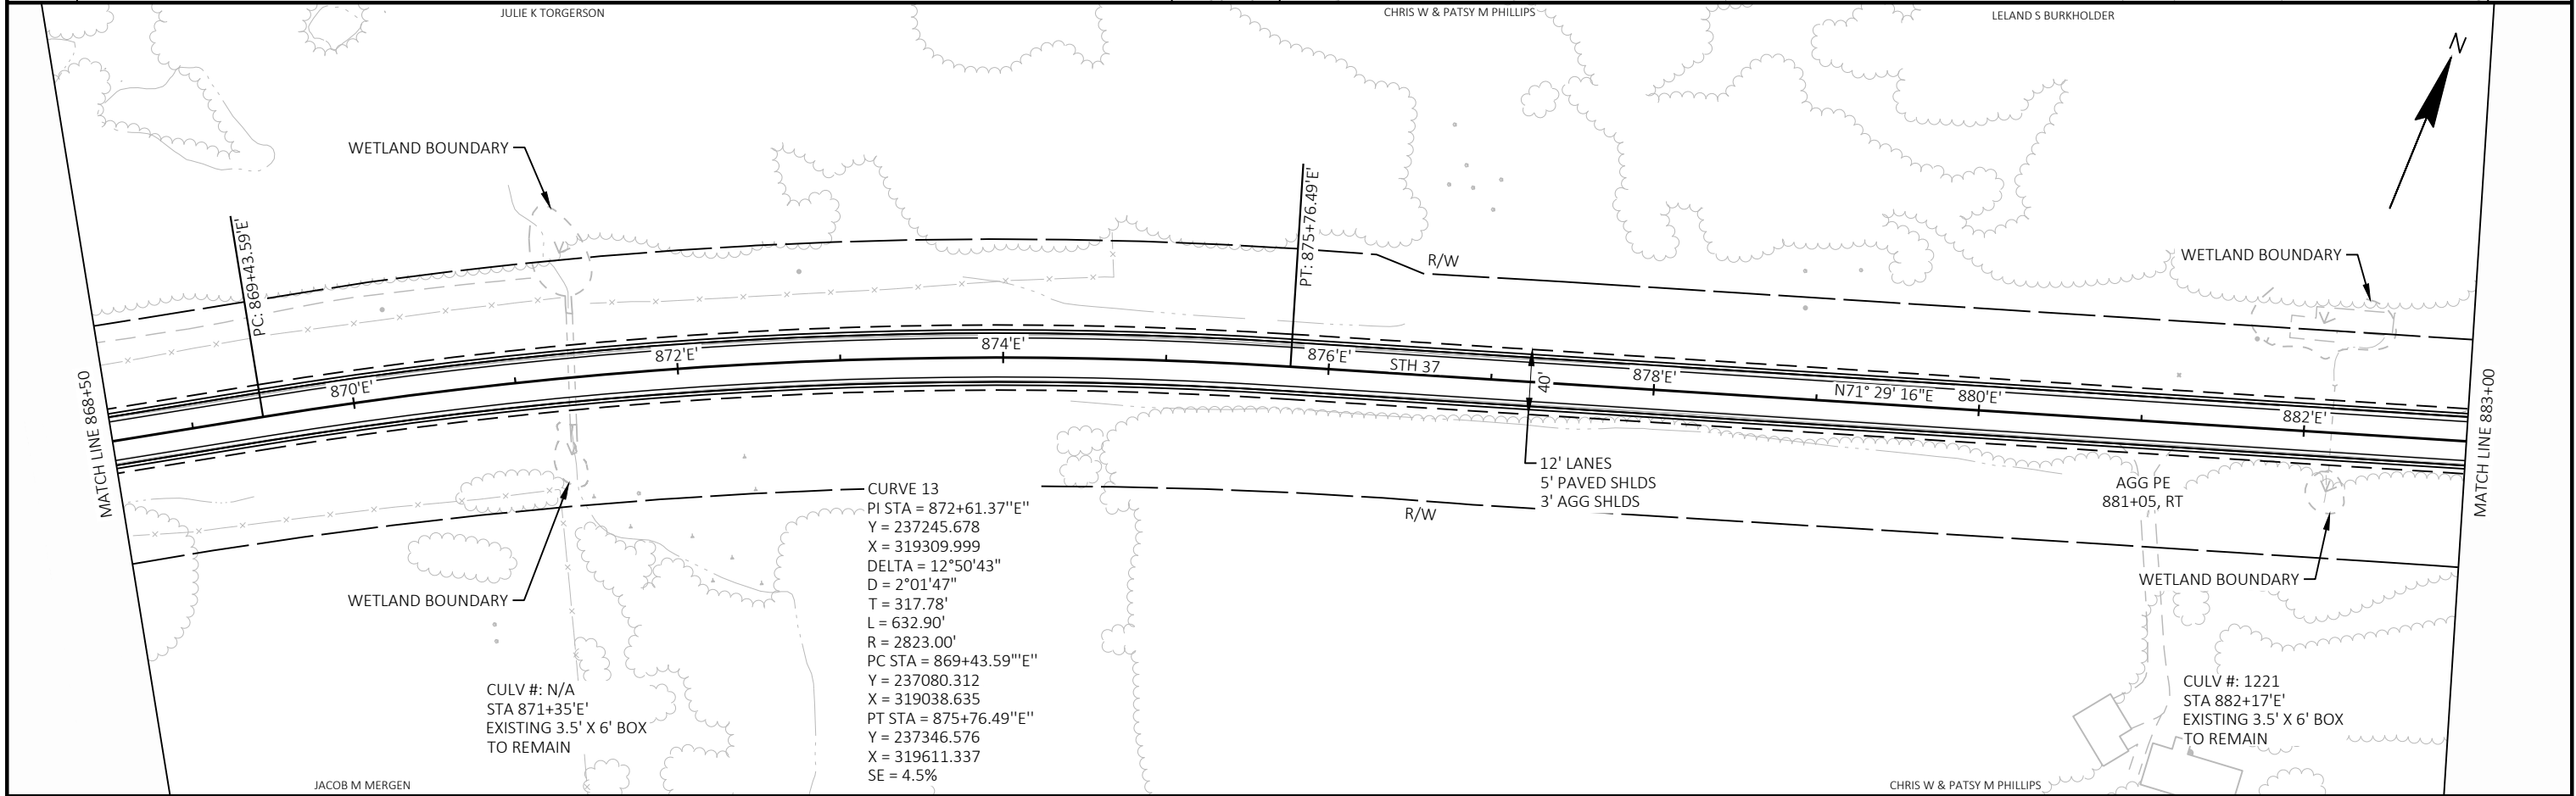 JULIE K TORGERSON
CHRIS W & PATSY M PHILLIPS
LELAND S BURKHOLDER
N
WETLAND BOUNDARY
PC: 869+43.59'E'
PT: 875+76.49'E'
R/W
WETLAND BOUNDARY
MATCH LINE 868+50
870'E'
872'E'
874'E'
876'E'
STH 37
40'
878'E'
N71° 29' 16"E
880'E'
882'E'
MATCH LINE 883+00
12' LANES
5' PAVED SHLDS
3' AGG SHLDS
R/W
AGG PE
881+05, RT
WETLAND BOUNDARY
WETLAND BOUNDARY
CURVE 13
PI STA = 872+61.37"E"
Y = 237245.678
X = 319309.999
DELTA = 12°50'43"
D = 2°01'47"
T = 317.78'
L = 632.90'
R = 2823.00'
PC STA = 869+43.59"'E"
Y = 237080.312
X = 319038.635
PT STA = 875+76.49"E"
Y = 237346.576
X = 319611.337
SE = 4.5%
CULV #: N/A
STA 871+35'E'
EXISTING 3.5' X 6' BOX
TO REMAIN
CULV #: 1221
STA 882+17'E'
EXISTING 3.5' X 6' BOX
TO REMAIN
JACOB M MERGEN
CHRIS W & PATSY M PHILLIPS